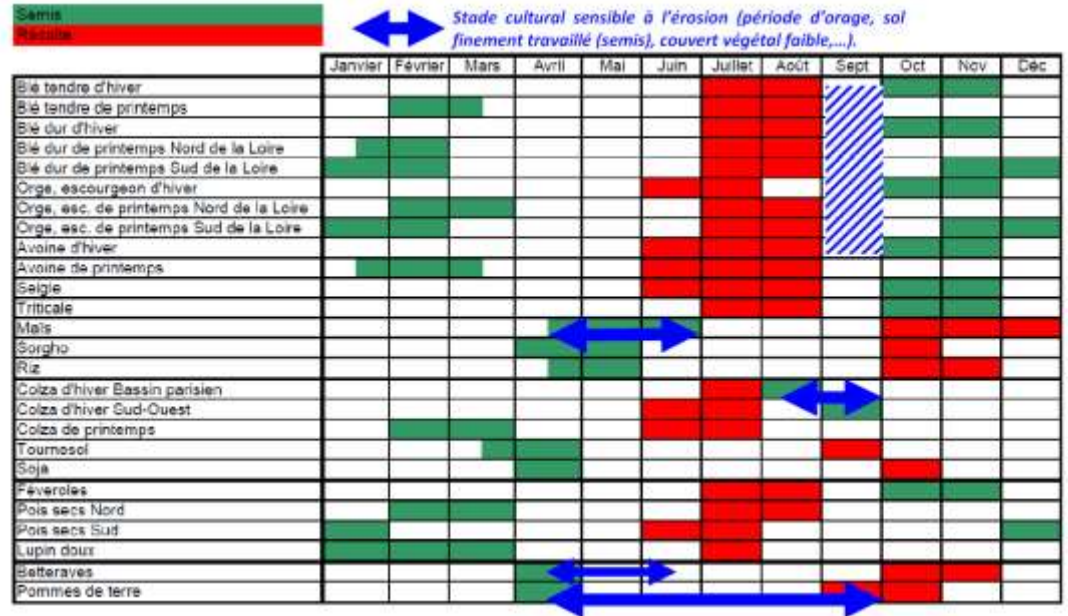 Semis
Récolte
Stade cultural sensible à l'érosion (période d'orage, sol
finement travaillé (semis), couvert végétal faible,...).
Janvier Février Mars Avril Mai Juin Juillet Août Sept Oct Nov Déc
Blé tendre d'hiver
Blé tendre de printemps
Blé dur d'hiver
Blé dur de printemps Nord de la Loire
Blé dur de printemps Sud de la Loire
Orge, escourgeon d'hiver
Orge, esc. de printemps Nord de la Loire
Orge, esc. de printemps Sud de la Loire
Avoine d'hiver
Avoine de printemps
Seigle
Triticale
Maïs
Sorgho
Riz
Colza d'hiver Bassin parisien
Colza d'hiver Sud-Ouest
Colza de printemps
Tournosol
Soja
Féveroles
Pois secs Nord
Pois secs Sud
Lupin doux
Betteraves
Pommes de terre